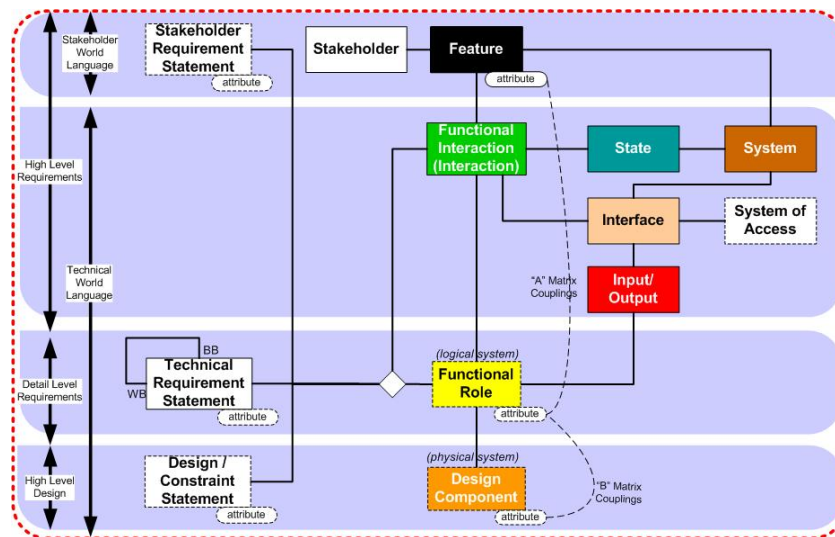 Stakeholder
World
Language
Stakeholder
Requirement
Statement
attribute
Stakeholder
Feature
attribute
High Level
Requirements
Technical
World
Language
Functional
Interaction
(Interaction)
State
System
Interface
System of
Access
"A" Matrix
Couplings
Input/
Output
Detail Level
Requirements
BB
WB
Technical
Requirement
Statement
attribute
(logical system)
Functional
Role
attribute
High Level
Design
Design /
Constraint
Statement
attribute
(physical system)
Design
Component
attribute
"B" Matrix
Couplings